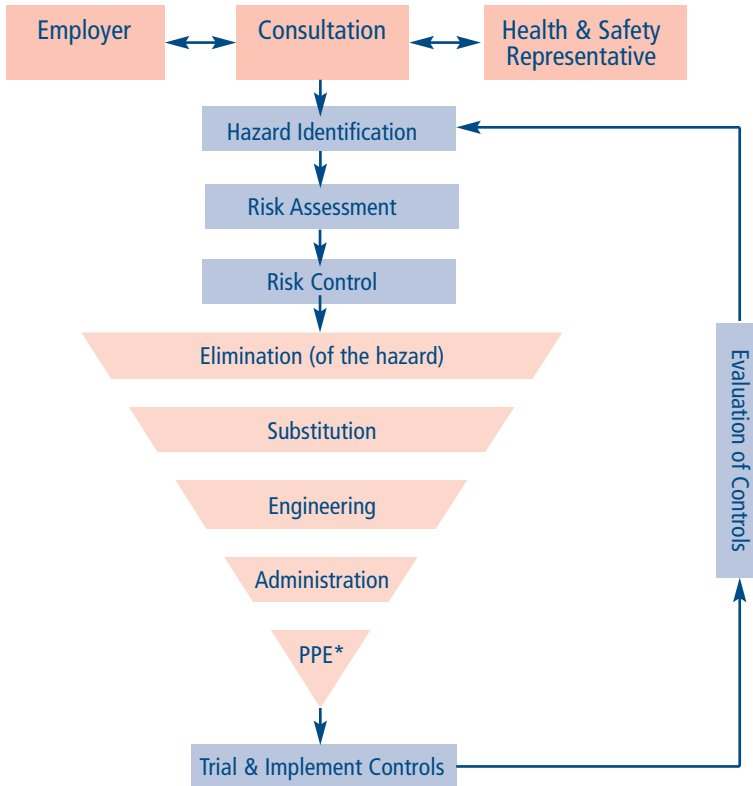 Employer
Consultation
Health & Safety
Representative
Hazard Identification
Risk Assessment
Risk Control
Elimination (of the hazard)
Substitution
Engineering
Administration
PPE*
Trial & Implement Controls
Evaluation of Controls